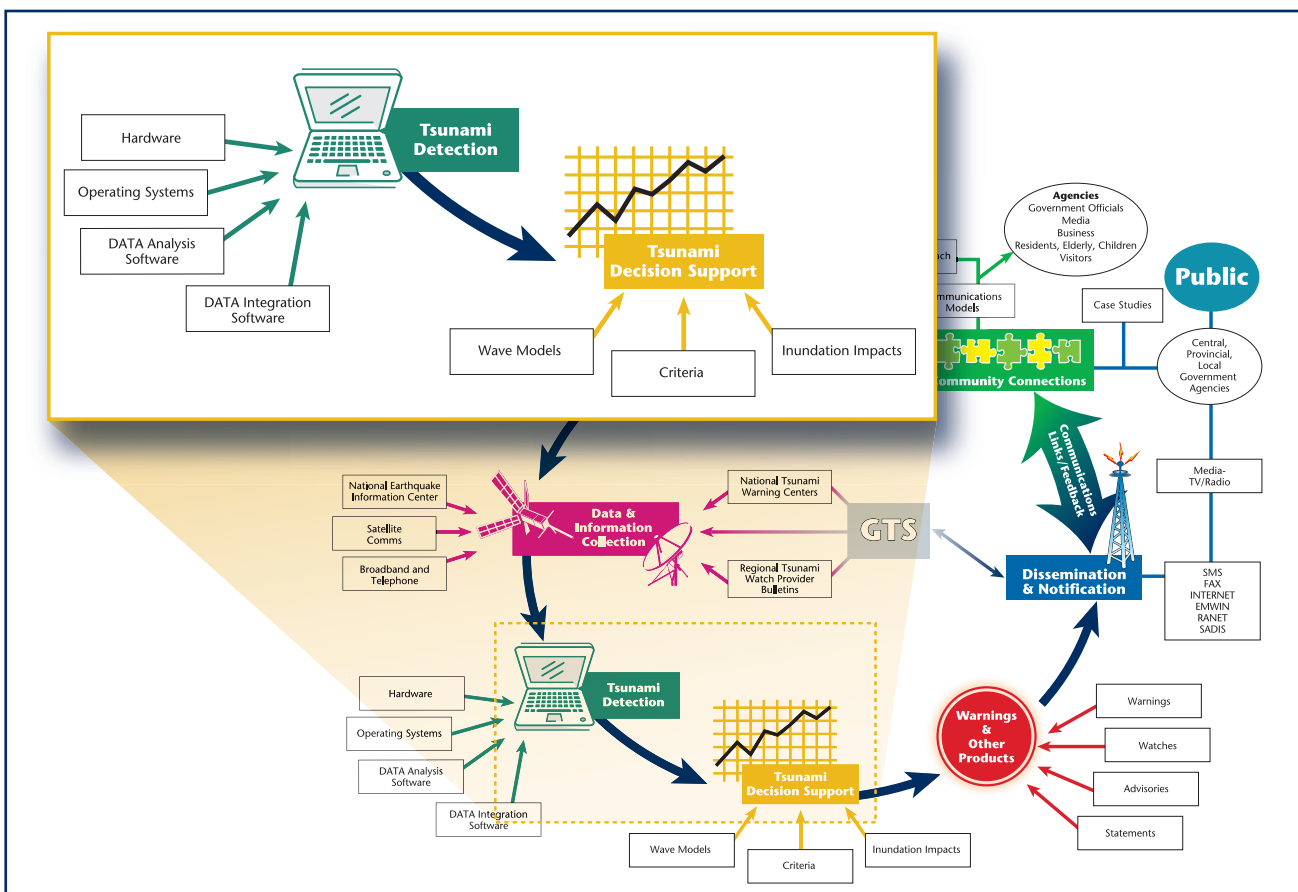 Hardware
Operating Systems
DATA Analysis
Software
DATA Integration
Software
Tsunami
Detection
Tsunami
Decision Support
Wave Models
Criteria
Inundation Impacts
Agencies
Government Officials
Media
Business
Residents, Elderly, Children
Visitors
Models
Case Studies
Public
Connections
Central,
Provincial,
Local
Government
Agencies
Communications
Links/Feedback
Media-
TV/Radio
National Earthquake
Information Center
Satellite
Comms
Broadband and
Telephone
Data &
Information
Collection
National Tsunami
Warning Centers
Regional Tsunami
Watch Provider
Bulletins
GTS
Dissemination
& Notification
SMS
FAX
INTERNET
EMWIN
RANET
SADIS
Hardware
Operating Systems
DATA Analysis
Software
DATA Integration
Software
Tsunami
Detection
Tsunami
Decision Support
Wave Models
Criteria
Inundation Impacts
Warnings
&
Other
Products
Warnings
Watches
Advisories
Statements